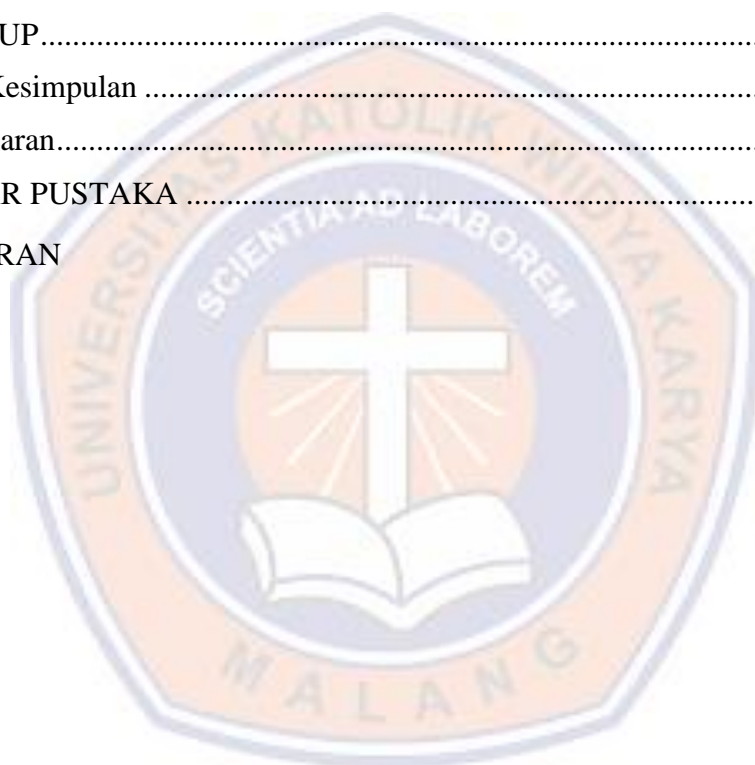 UP........................................................................................
Kesimpulan ..........................................................................
aran.....................................................................................
R PUSTAKA .....................................................................
RAN
UNIVERSITAS KATOLIK WIDYA KARYA
SCIENTIA AD LABOREM
MALANG